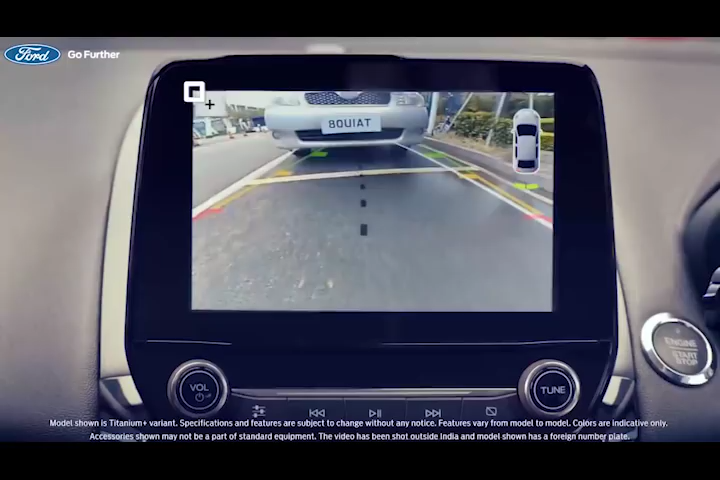 Ford Go Further
BOUIAT
ENGINE
START
STOP
VOL
TUNE
Model shown is Titanium+ variant. Specifications and features are subject to change without any notice. Features vary from model to model. Colors are indicative only.
Accessories shown may not be a part of standard equipment. The video has been shot outside India and model shown has a foreign number plate.